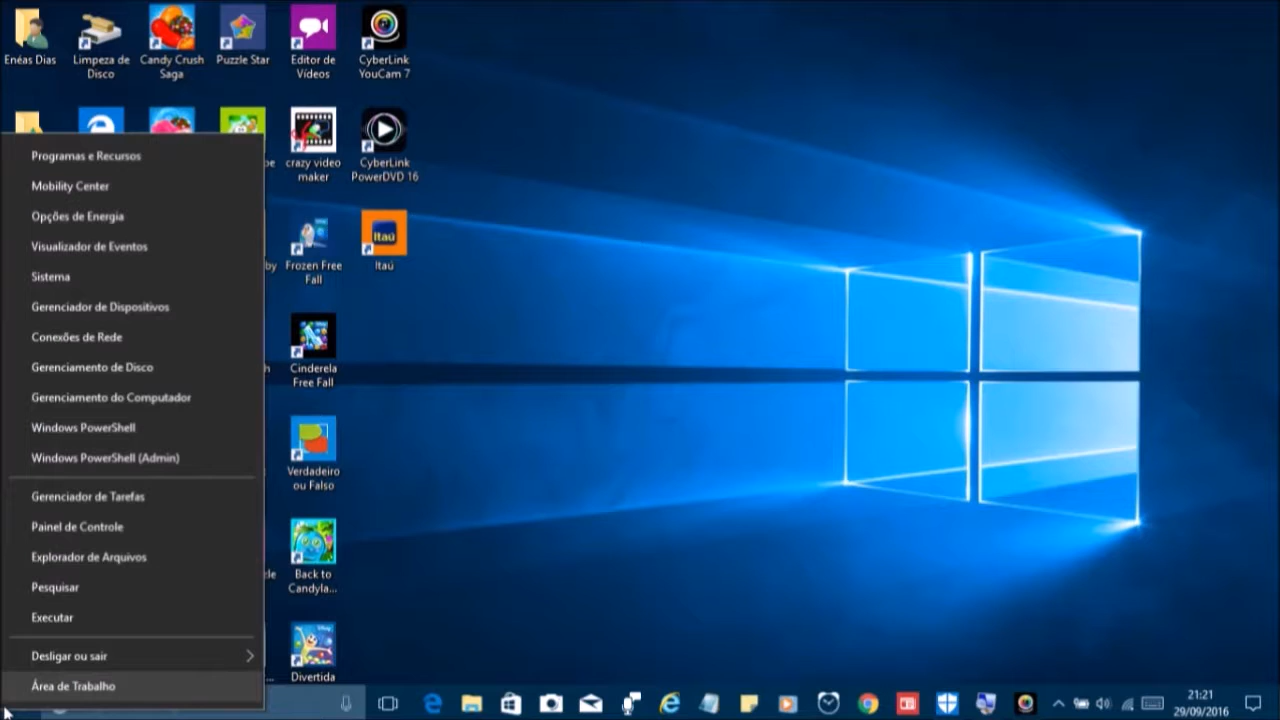 Enéas Dias
Limpeza de
Disco
Candy Crush
Saga
Puzzle Star
Editor de
Vídeos
CyberLink
YouCam 7
crazy video
maker
CyberLink
PowerDVD 16
Frozen Free
Fall
Itaú
Itaú
Cinderela
Free Fall
Verdadeiro
ou Falso
Back to
Candyla...
Divertida
Programas e Recursos
Mobility Center
Opções de Energia
Visualizador de Eventos
Sistema
Gerenciador de Dispositivos
Conexões de Rede
Gerenciamento de Disco
Gerenciamento do Computador
Windows PowerShell
Windows PowerShell (Admin)
Gerenciador de Tarefas
Painel de Controle
Explorador de Arquivos
Pesquisar
Executar
Desligar ou sair
Área de Trabalho
21:21
29/09/2016